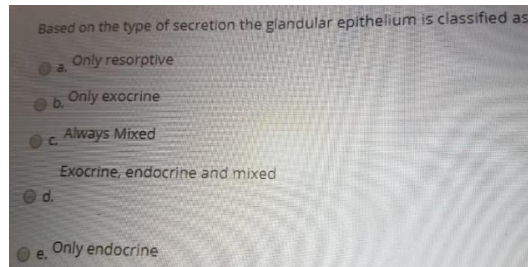 Based on the type of secretion the glandular epithelium is classified as
a. Only resorptive
b. Only exocrine
c. Always Mixed
Exocrine, endocrine and mixed
d.
e. Only endocrine